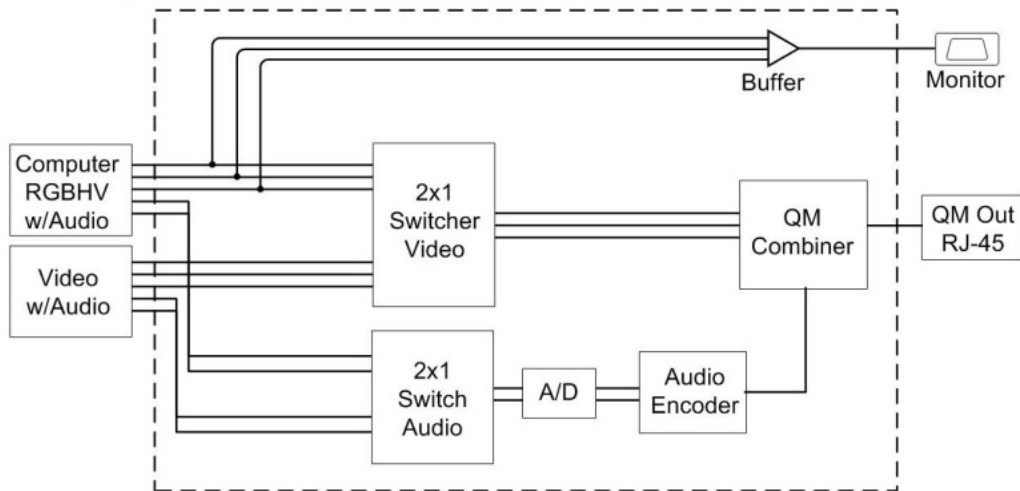 Buffer
Monitor
Computer
RGBHV
w/Audio
2x1
Switcher
Video
QM
Combiner
QM Out
RJ-45
Video
w/Audio
2x1
Switch
Audio
A/D
Audio
Encoder